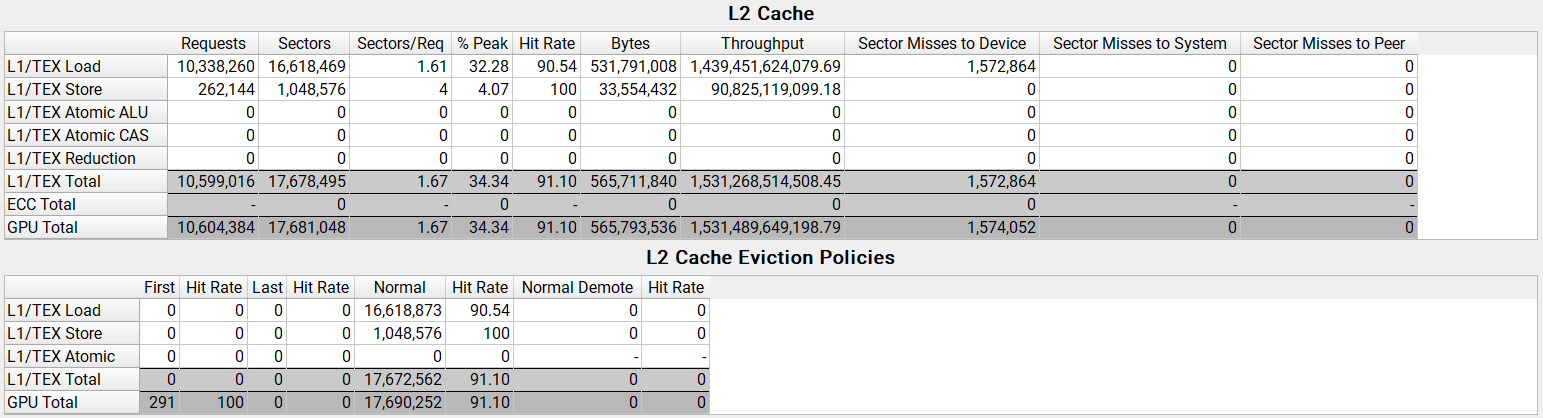 L2 Cache
Requests Sectors Sectors/Req % Peak Hit Rate Bytes Throughput Sector Misses to Device Sector Misses to System Sector Misses to Peer
L1/TEX Load 10,338,260 16,618,469 1.61 32.28 90.54 531,791,008 1,439,451,624,079.69 1,572,864 0 0
L1/TEX Store 262,144 1,048,576 4 4.07 100 33,554,432 90,825,119,099.18 0 0 0
L1/TEX Atomic ALU 0 0 0 0 0 0 0 0 0 0
L1/TEX Atomic CAS 0 0 0 0 0 0 0 0 0 0
L1/TEX Reduction 0 0 0 0 0 0 0 0 0 0
L1/TEX Total 10,599,016 17,678,495 1.67 34.34 91.10 565,711,840 1,531,268,514,508.45 1,572,864 0 0
ECC Total - 0 - 0 - 0 0 0 - -
GPU Total 10,604,384 17,681,048 1.67 34.34 91.10 565,793,536 1,531,489,649,198.79 1,574,052 0 0
L2 Cache Eviction Policies
First Hit Rate Last Hit Rate Normal Hit Rate Normal Demote Hit Rate
L1/TEX Load 0 0 0 0 16,618,873 90.54 0 0
L1/TEX Store 0 0 0 0 1,048,576 100 0 0
L1/TEX Atomic 0 0 0 0 0 0 - -
L1/TEX Total 0 0 0 0 17,672,562 91.10 0 0
GPU Total 291 100 0 0 17,690,252 91.10 0 0